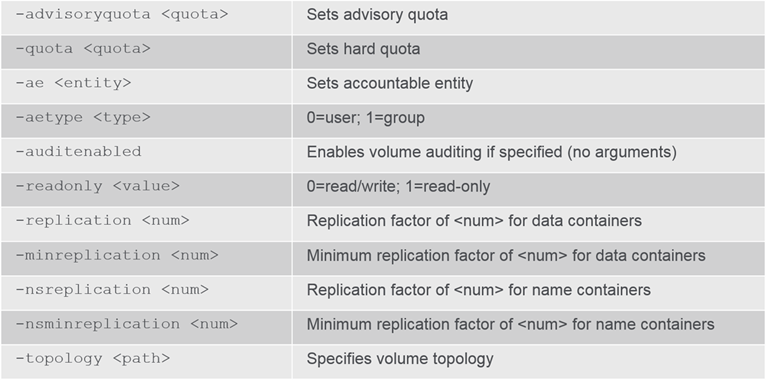 -advisoryquota <quota> Sets advisory quota
-quota <quota> Sets hard quota
-ae <entity> Sets accountable entity
-aetype <type> 0=user; 1=group
-auditenabled Enables volume auditing if specified (no arguments)
-readonly <value> 0=read/write; 1=read-only
-replication <num> Replication factor of <num> for data containers
-minreplication <num> Minimum replication factor of <num> for data containers
-nsreplication <num> Replication factor of <num> for name containers
-nsminreplication <num> Minimum replication factor of <num> for name containers
-topology <path> Specifies volume topology